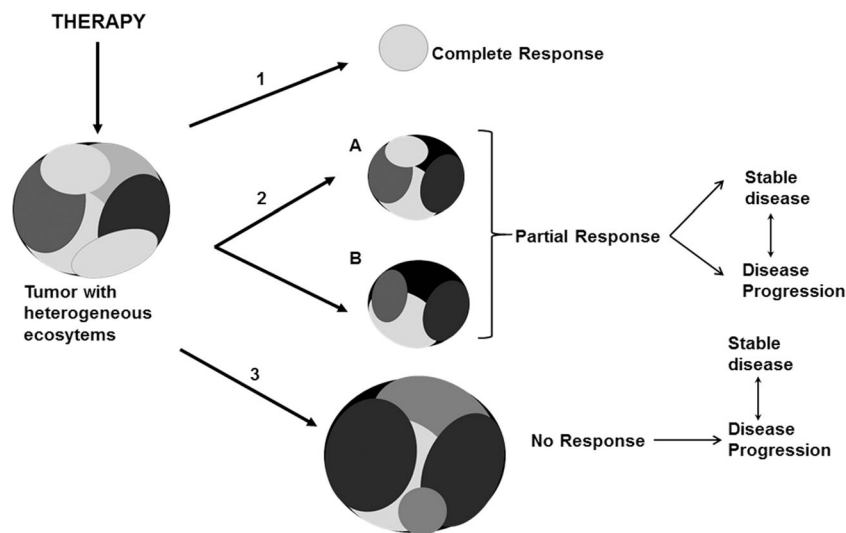 THERAPY
1
Complete Response
Tumor with
heterogeneous
ecosytems
2
A
B
Partial Response
Stable
disease
Disease
Progression
3
No Response
Stable
disease
Disease
Progression